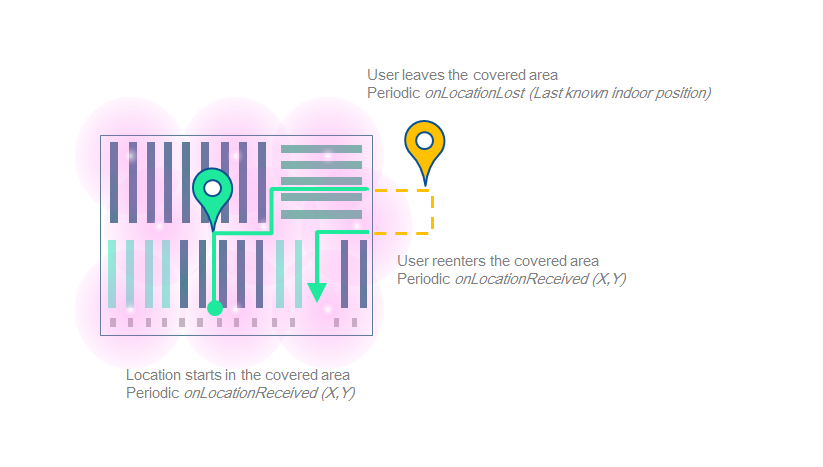 User leaves the covered area
Periodic onLocationLost (Last known indoor position)
User reenters the covered area
Periodic onLocationReceived (X,Y)
Location starts in the covered area
Periodic onLocationReceived (X,Y)